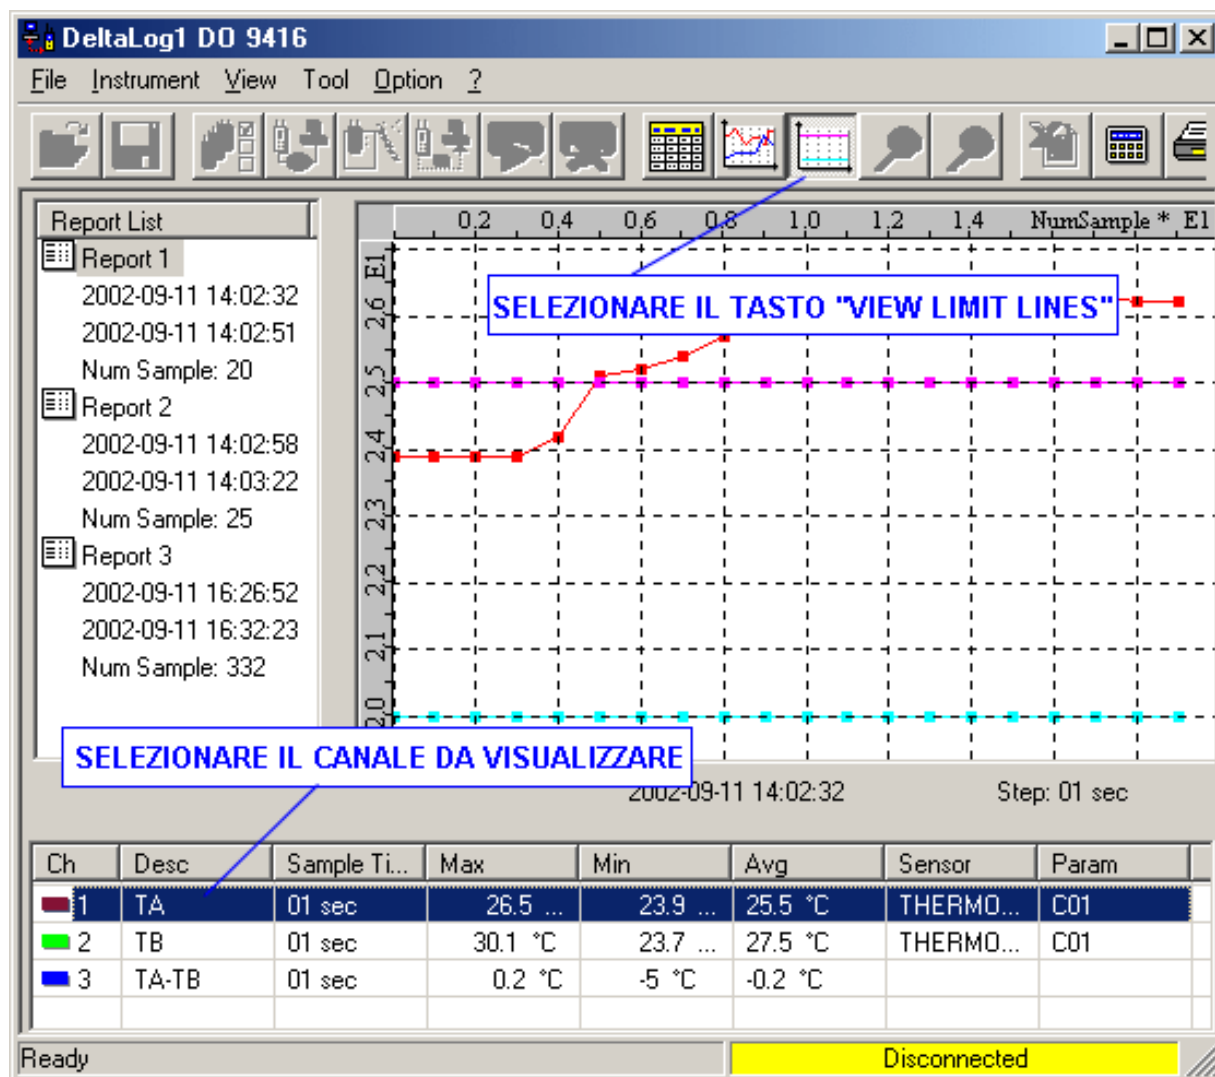 DeltaLog1 DO 9416
File Instrument View Tool Option ?
Report List
Report 1
2002-09-11 14:02:32
2002-09-11 14:02:51
Num Sample: 20
Report 2
2002-09-11 14:02:58
2002-09-11 14:03:22
Num Sample: 25
Report 3
2002-09-11 16:26:52
2002-09-11 16:32:23
Num Sample: 332
0,2 0,4 0,6 0,8 1,0 1,2 1,4 NumSample * E1
E1
2,6
2,5
2,4
2,3
2,2
2,1
2,0
SELEZIONARE IL TASTO "VIEW LIMIT LINES"
SELEZIONARE IL CANALE DA VISUALIZZARE
2002-09-11 14:02:32 Step: 01 sec
Ch Desc Sample Ti... Max Min Avg Sensor Param
1 TA 01 sec 26.5 ... 23.9 ... 25.5 °C THERMO... C01
2 TB 01 sec 30.1 °C 23.7 ... 27.5 °C THERMO... C01
3 TA-TB 01 sec 0.2 °C -5 °C -0.2 °C
Ready Disconnected